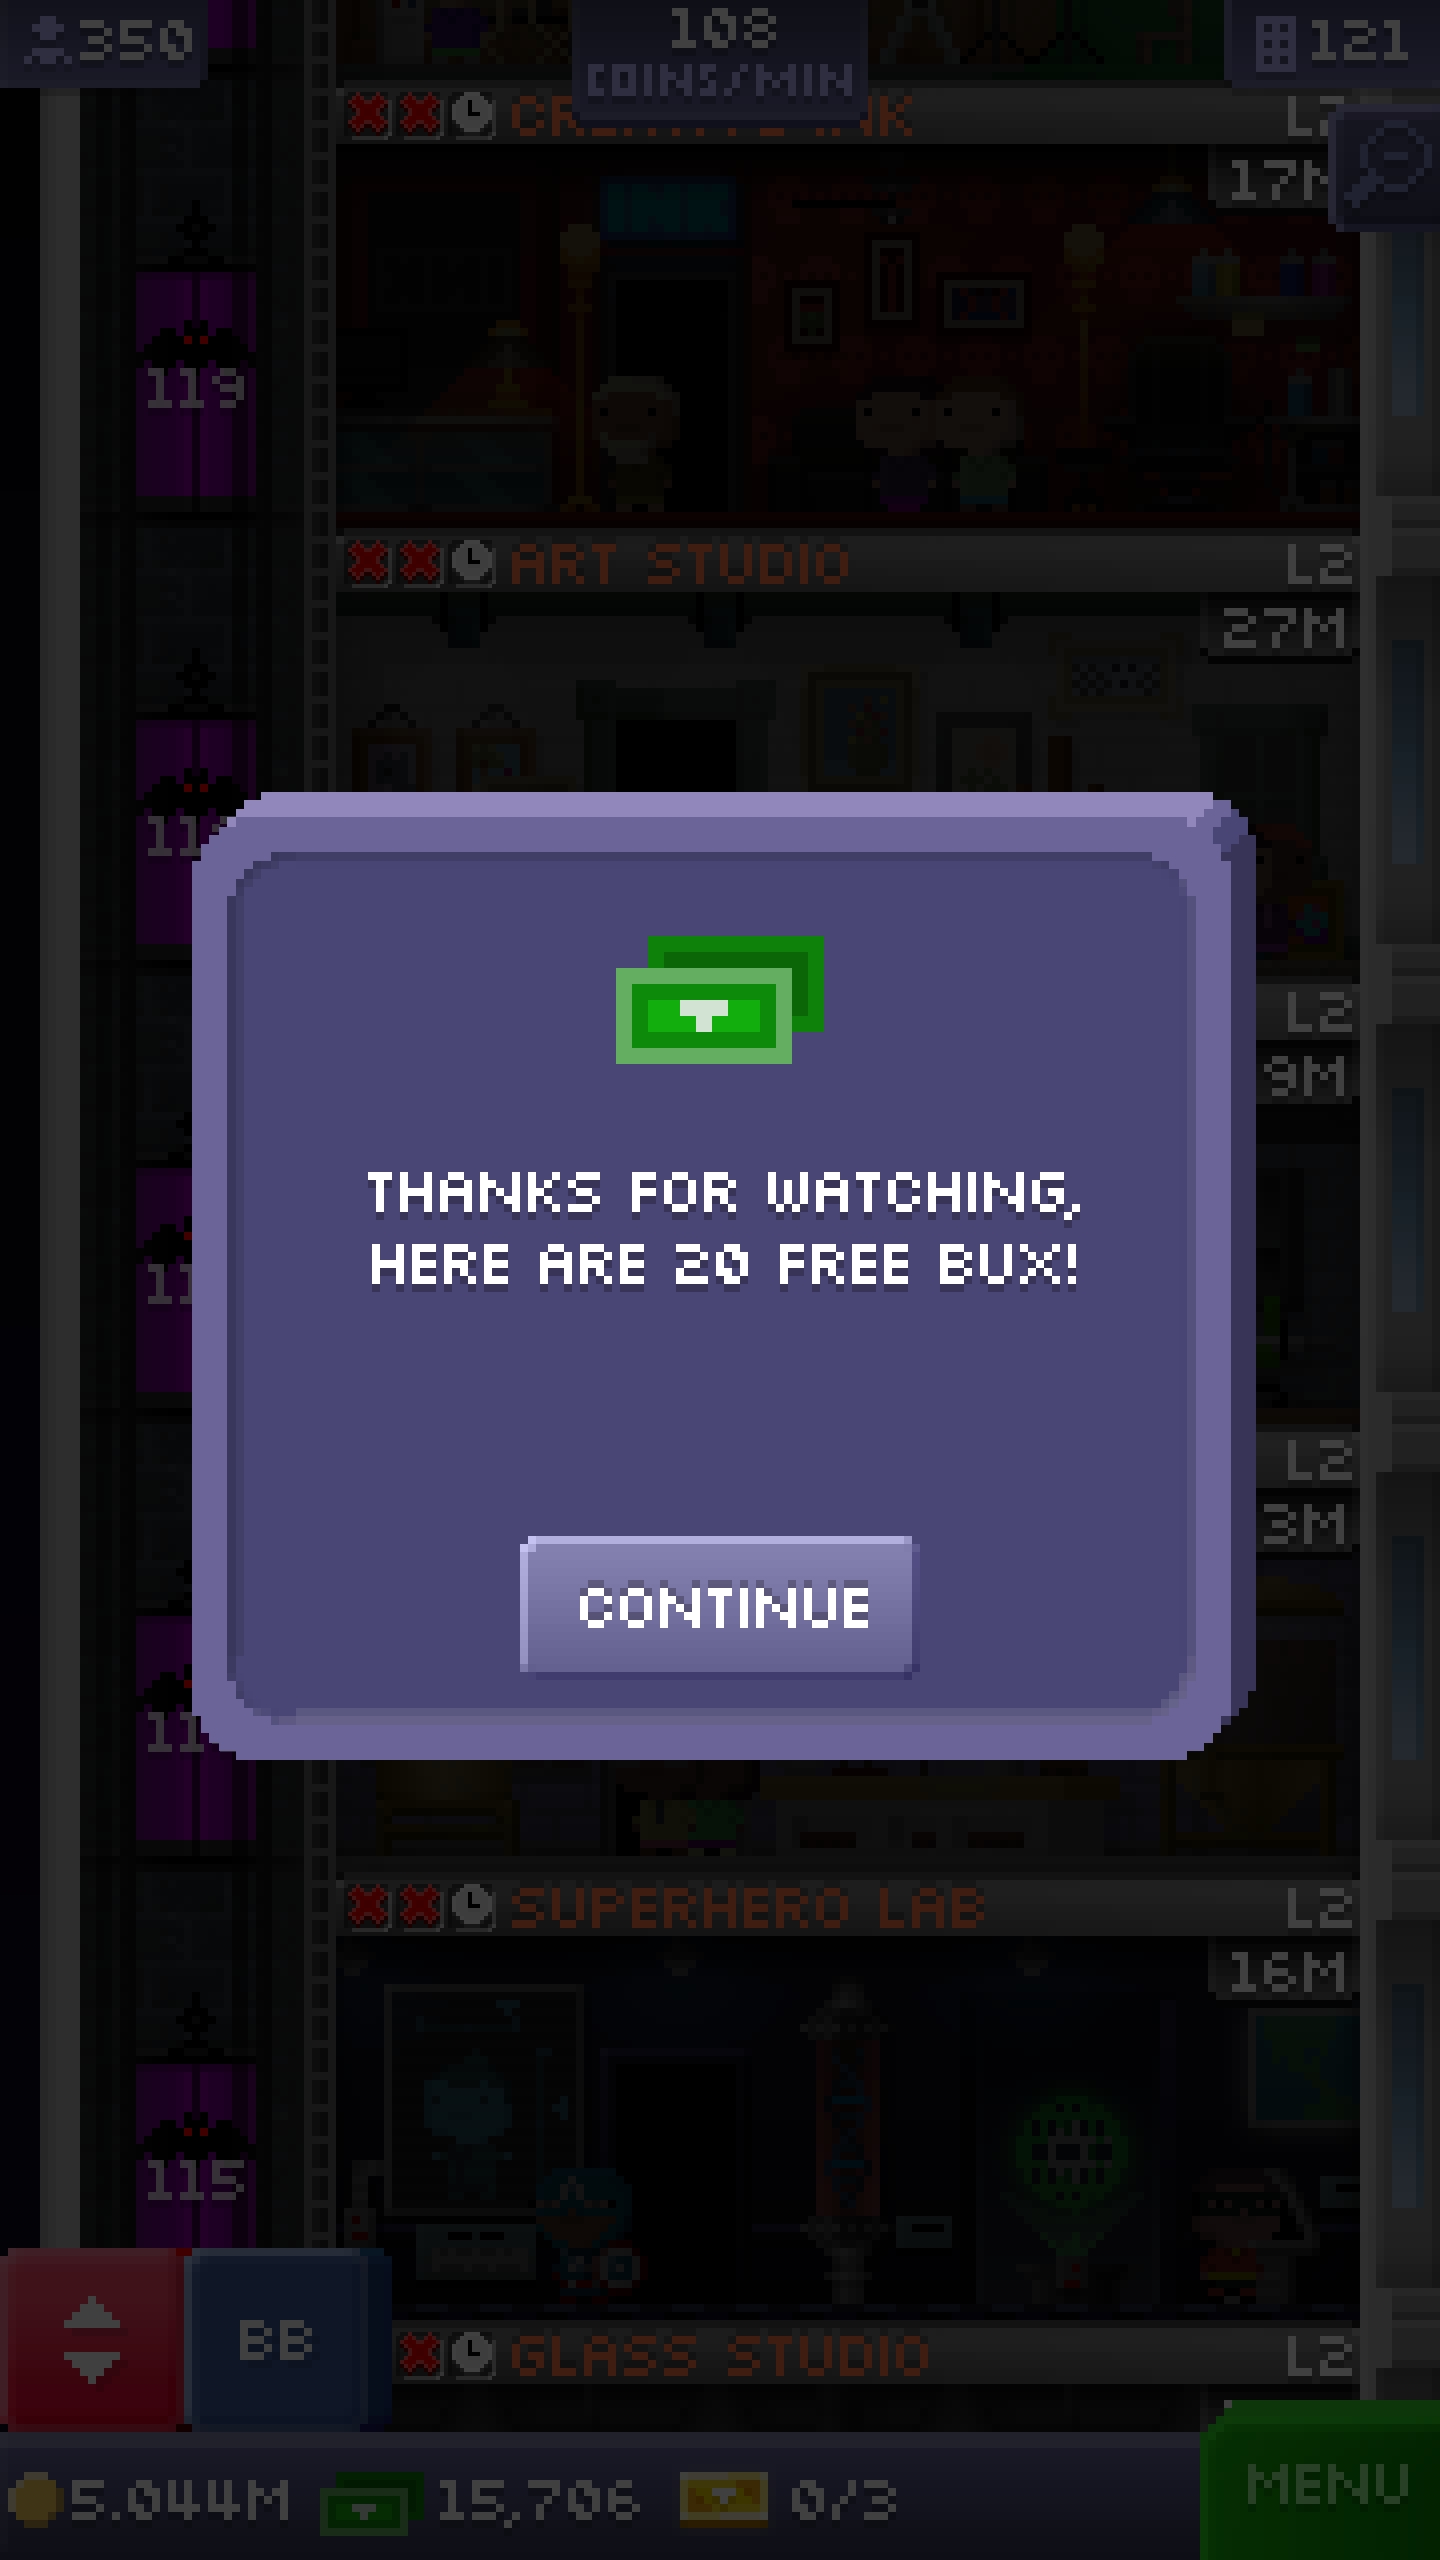 350
108
COINS/MIN
121
INK
L2
INK
119
ART STUDIO
L2
27M
THANKS FOR WATCHING,
HERE ARE 20 FREE BUX!
CONTINUE
L2
9M
L2
3M
SUPERHERO LAB
L2
16M
115
BB
GLASS STUDIO
L2
5.044M
15,706
0/3
MENU